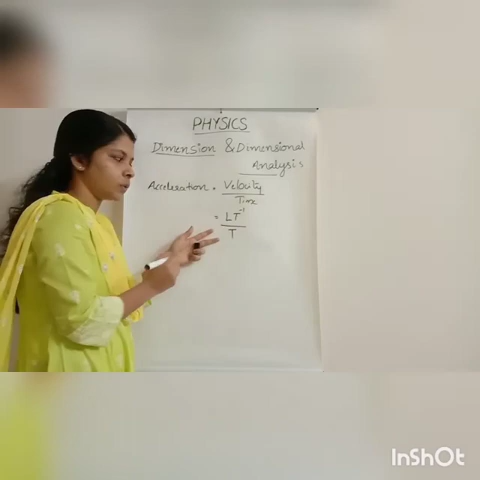 PHYSICS
Dimension & Dimensional
Analysis
Acceleration = Velocity
Time
= LT⁻¹
T
InShOt